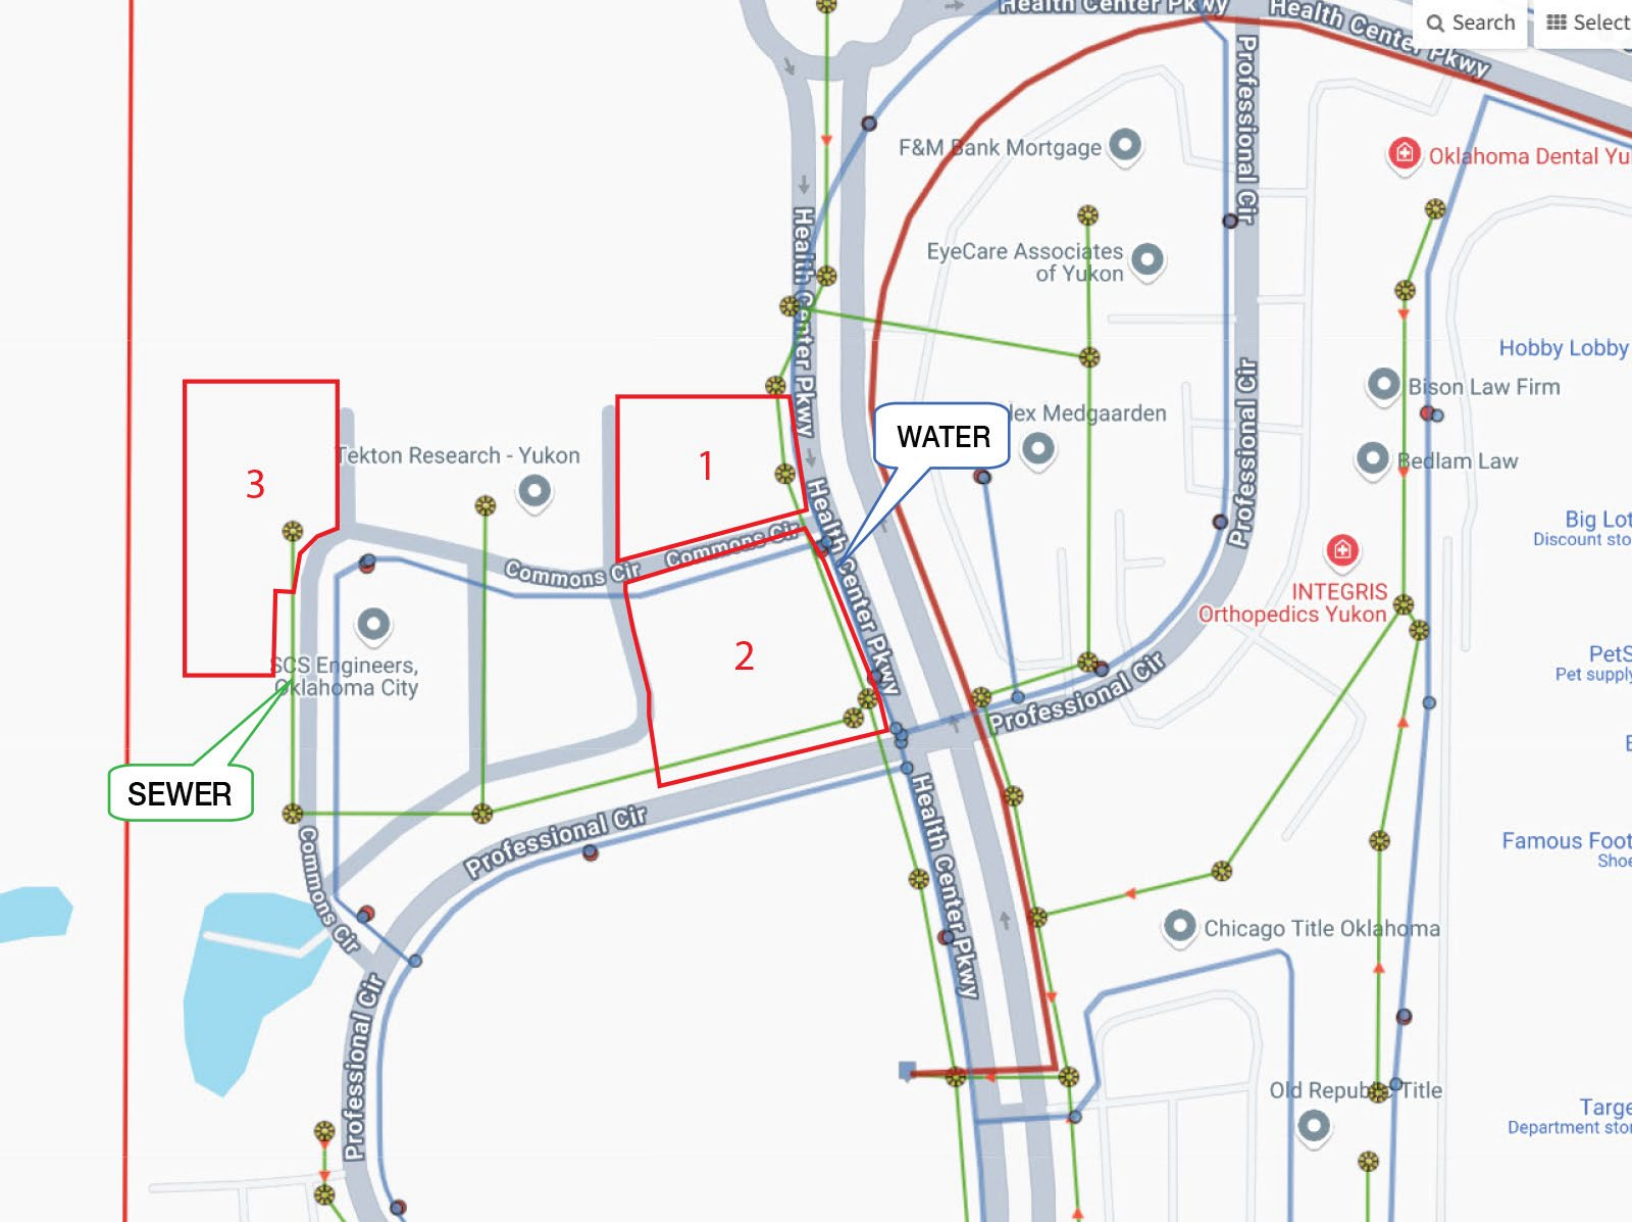 Health Center Pkwy
Health Center Pkwy
Search
Select
Professional Cir
F&M Bank Mortgage
Oklahoma Dental Yu
Health Center Pkwy
EyeCare Associates
of Yukon
Hobby Lobby
Bison Law Firm
lex Medgaarden
WATER
Tekton Research - Yukon
1
3
Bedlam Law
Professional Cir
Big Lot
Discount sto
Commons Cir
Commons Cir
Health Center Pkwy
INTEGRIS
Orthopedics Yukon
2
SCS Engineers,
Oklahoma City
PetS
Pet supply
Professional Cir
SEWER
Professional Cir
Commons Cir
Health Center Pkwy
Famous Foot
Shoe
Chicago Title Oklahoma
Professional Cir
Old Republic Title
Targe
Department sto